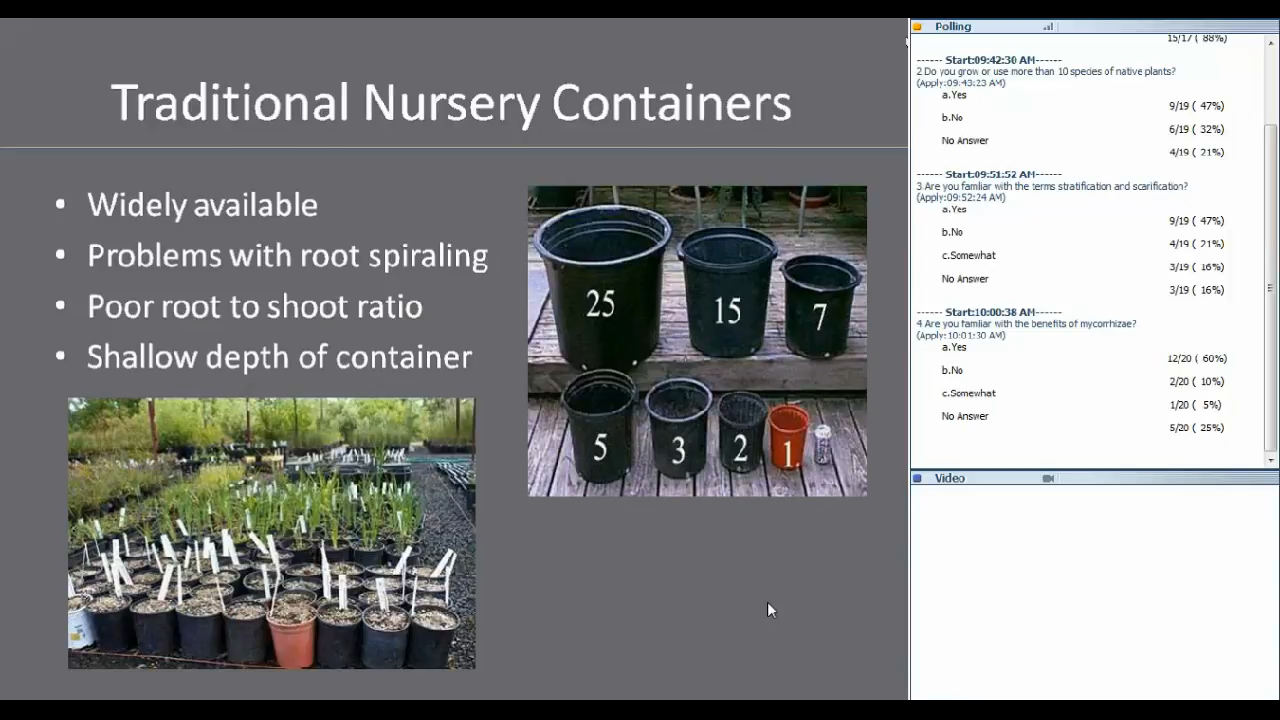 Traditional Nursery Containers
• Widely available
• Problems with root spiraling
• Poor root to shoot ratio
• Shallow depth of container
25
15
7
5
3
2
1
Polling
15/17 ( 88%)
------ Start:09:42:30 AM------
2.Do you grow or use more than 10 species of native plants?
(Apply:09:43:23 AM)
a.Yes
9/19 ( 47%)
b.No
6/19 ( 32%)
No Answer
4/19 ( 21%)
------ Start:09:51:52 AM------
3.Are you familiar with the terms stratification and scarification?
(Apply:09:52:24 AM)
a.Yes
9/19 ( 47%)
b.No
4/19 ( 21%)
c.Somewhat
3/19 ( 16%)
No Answer
3/19 ( 16%)
------ Start:10:00:38 AM------
4.Are you familiar with the benefits of mycorrhizae?
(Apply:10:01:30 AM)
a.Yes
12/20 ( 60%)
b.No
2/20 ( 10%)
c.Somewhat
1/20 ( 5%)
No Answer
5/20 ( 25%)
Video